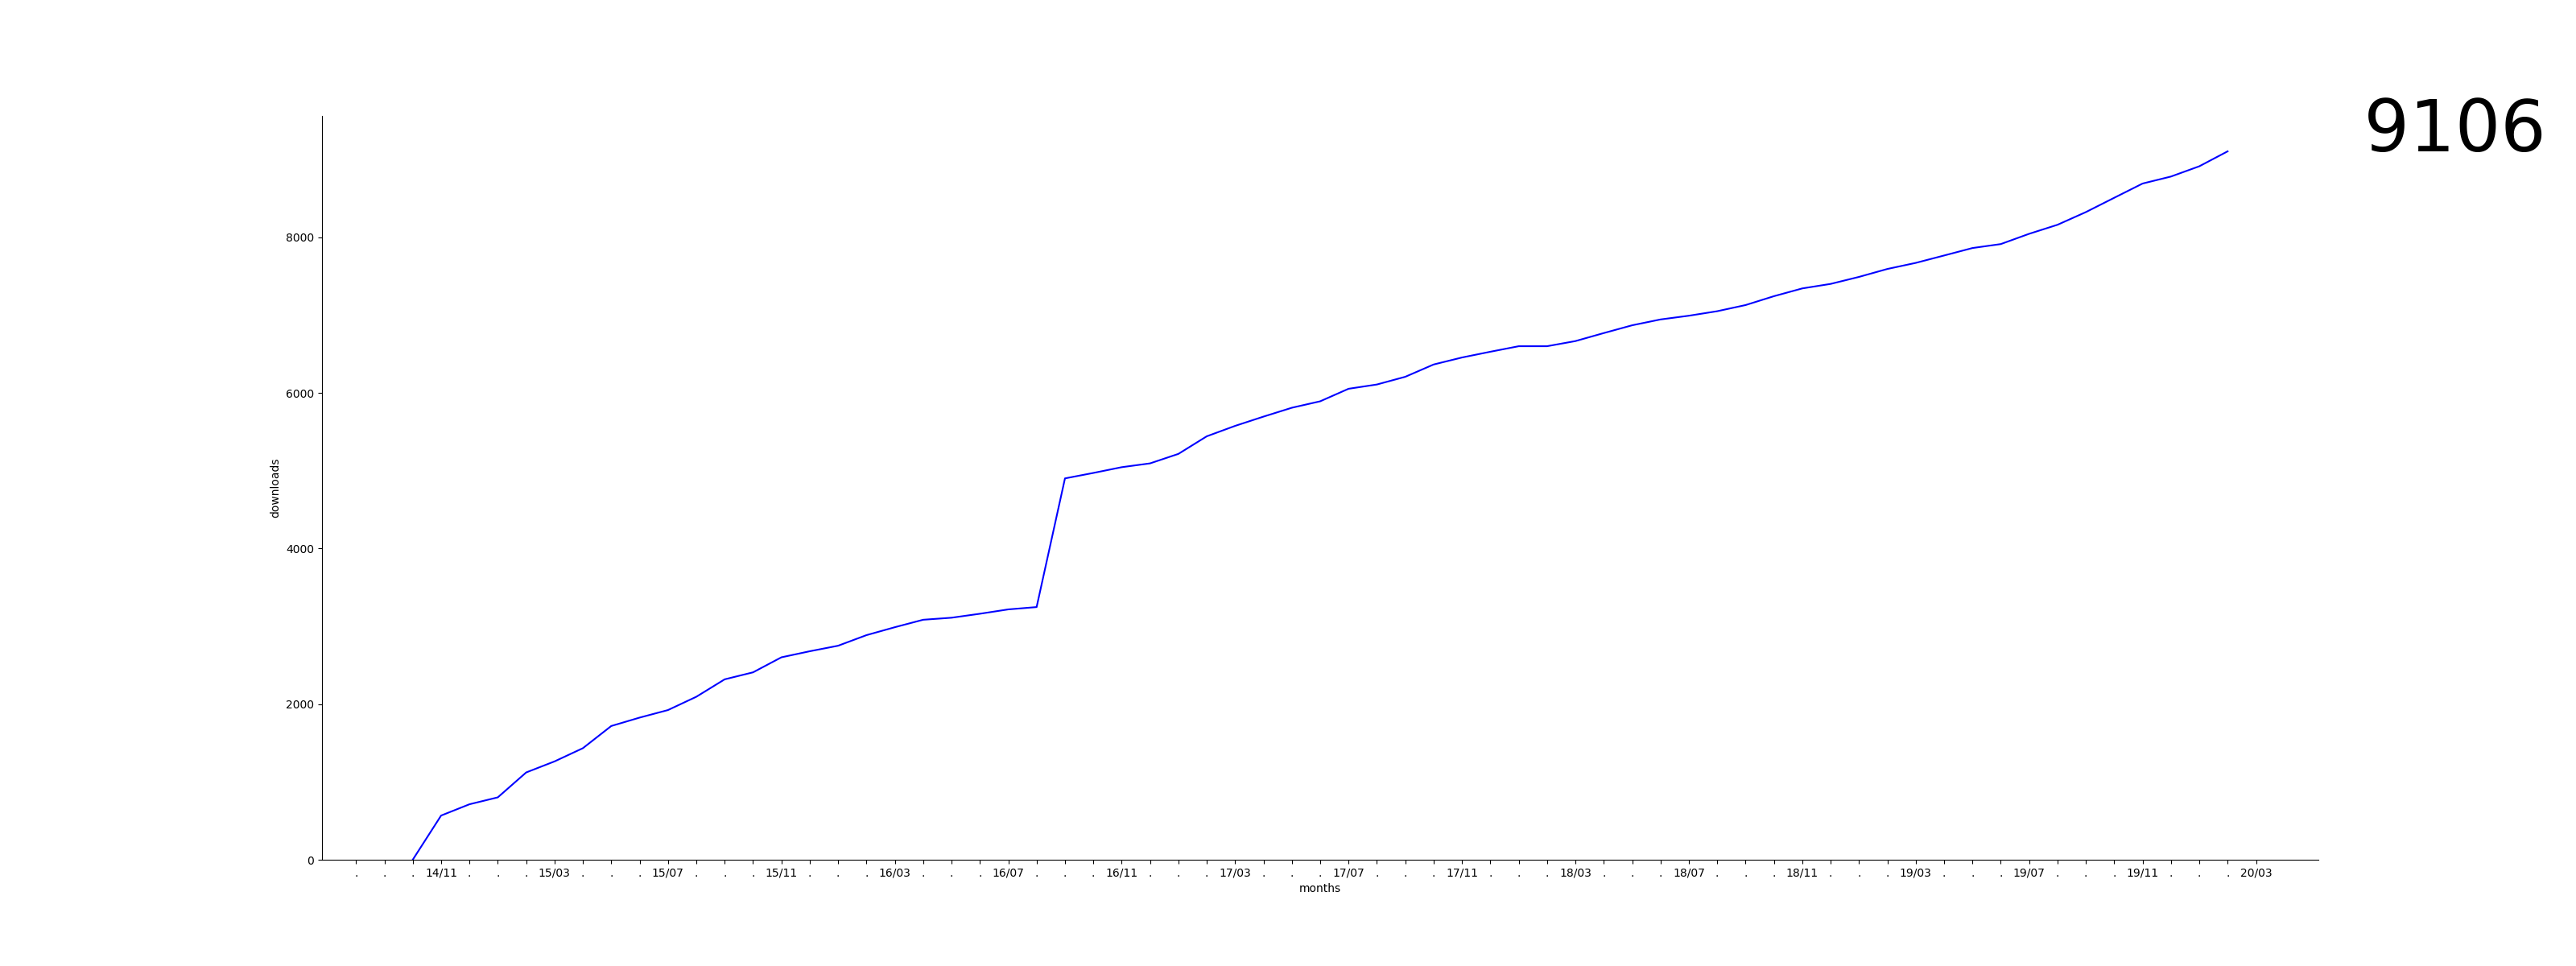 9106
8000
6000
4000
2000
0
downloads
. . . 14/11 . . . 15/03 . . . 15/07 . . . 15/11 . . . 16/03 . . . 16/07 . . . 16/11 . . . 17/03 . . . 17/07 . . . 17/11 . . . 18/03 . . . 18/07 . . . 18/11 . . . 19/03 . . . 19/07 . . . 19/11 . . . 20/03
months